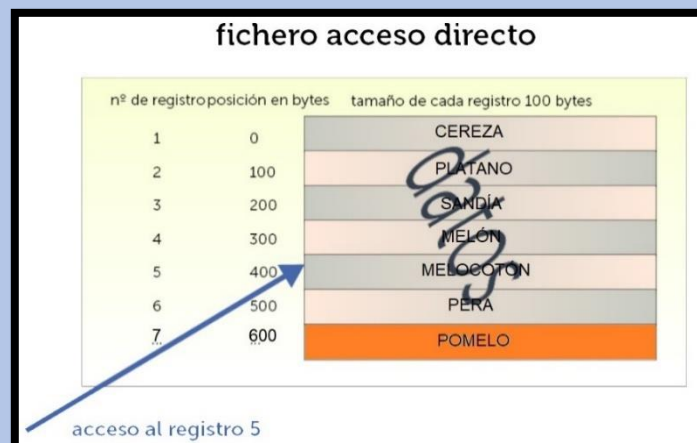 fichero acceso directo
nº de registro posición en bytes tamaño de cada registro 100 bytes
1 0 CEREZA
2 100 PLATANO
3 200 SANDÍA
4 300 MELÓN
5 400 MELOCOTON
6 500 PERA
7 600 POMELO
datos
acceso al registro 5